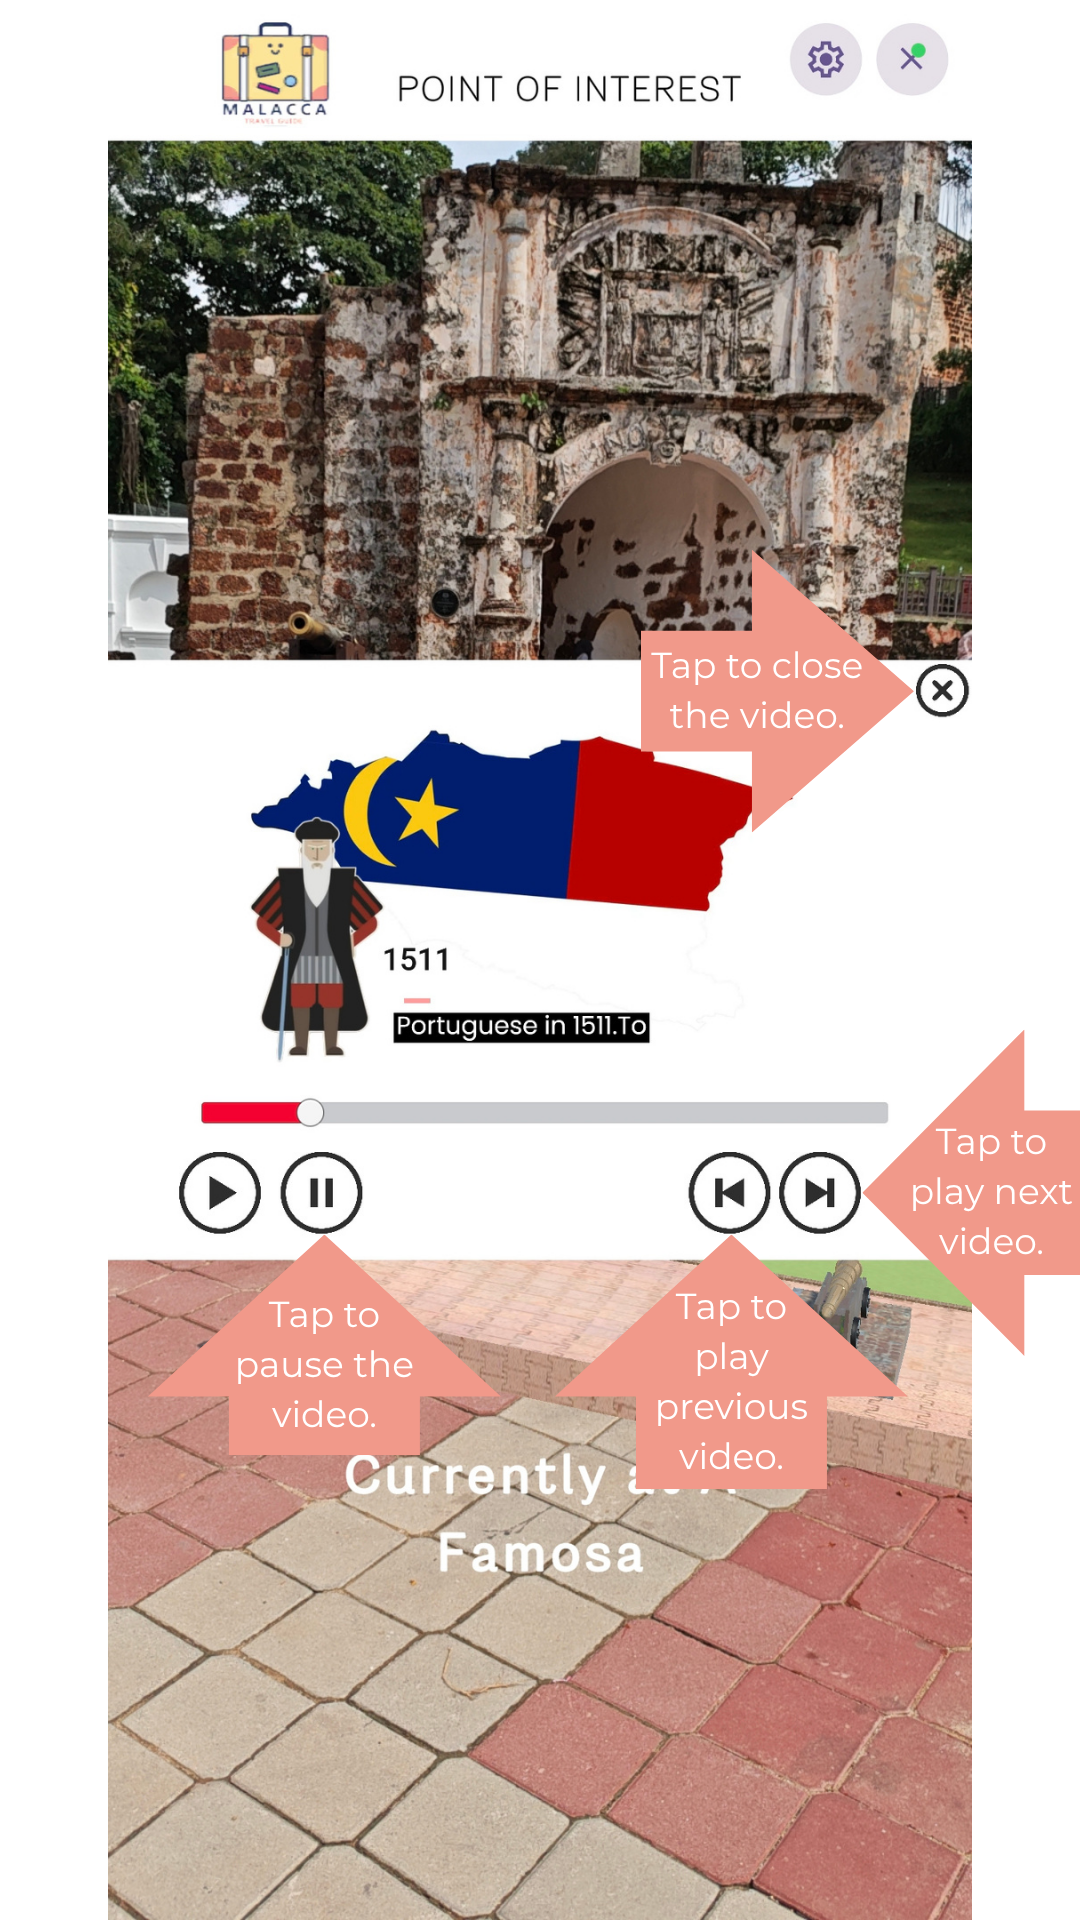 MALACCA
TRAVEL GUIDE
POINT OF INTEREST
Tap to close
the video.
1511
Portuguese in 1511.To
Tap to
play next
video.
Tap to
pause the
video.
Tap to
play
previous
video.
Currently at A
Famosa